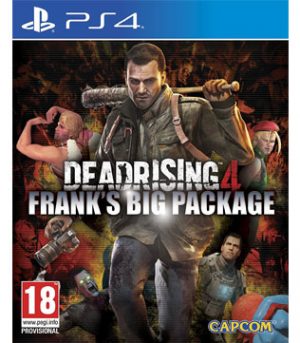 PS4
DEADRISING 4
FRANK'S BIG PACKAGE
18
www.pegi.info
PROVISIONAL
CAPCOM